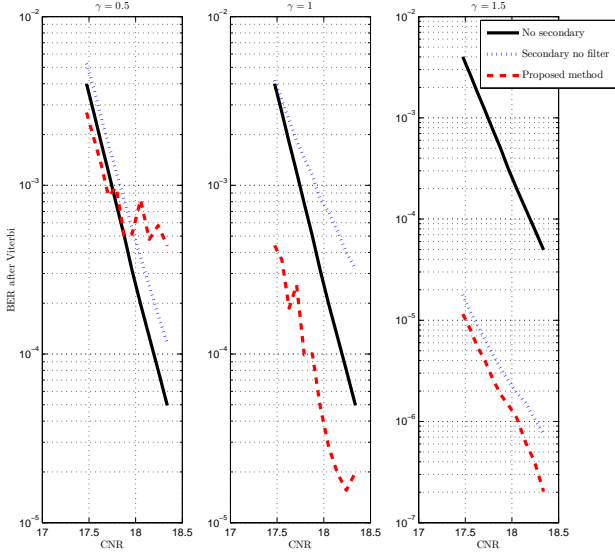 γ = 0.5
γ = 1
γ = 1.5
No secondary
Secondary no filter
Proposed method
BER after Viterbi
10^-2
10^-3
10^-4
10^-5
17
17.5
18
18.5
CNR
10^-2
10^-3
10^-4
10^-5
17
17.5
18
18.5
CNR
10^-2
10^-3
10^-4
10^-5
10^-6
10^-7
17
17.5
18
18.5
CNR